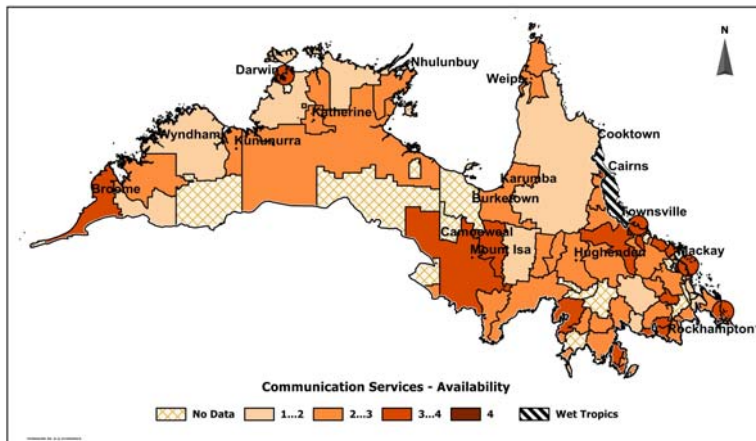 N
Darwin
Nhulunbuy
Weipa
Katherine
Wyndham
Kununurra
Cooktown
Cairns
Broome
Karumba
Burketown
Townsville
Camooweal
Mount Isa
Hughenden
Mackay
Rockhampton
Communication Services - Availability
No Data 1...2 2...3 3...4 4 Wet Tropics